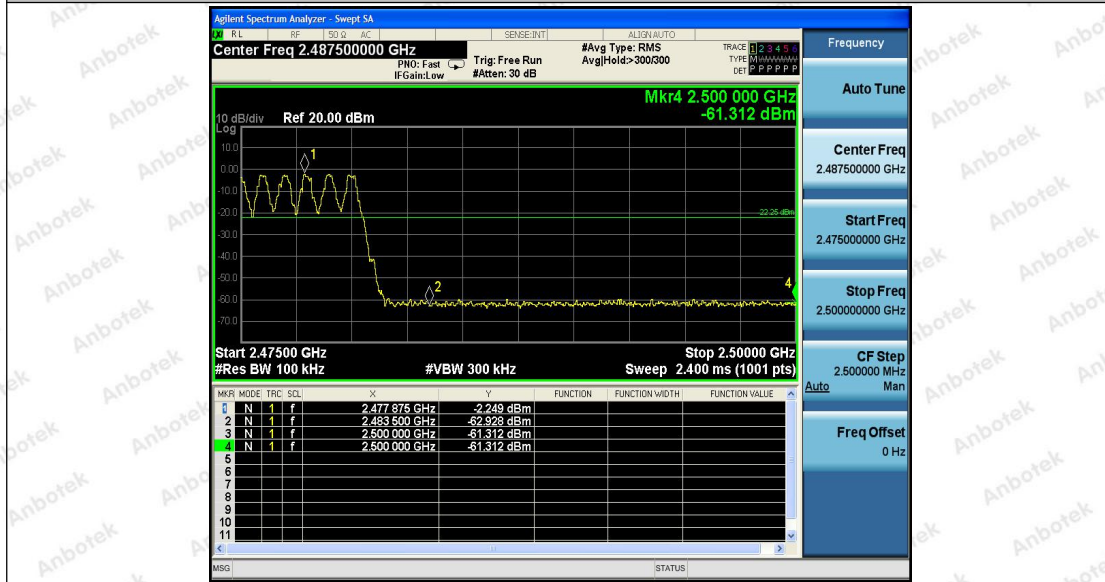 Agilent Spectrum Analyzer - Swept SA
LXI RL RF 50 Ω AC SENSE:INT ALIGN AUTO
Center Freq 2.487500000 GHz
PNO: Fast
IFGain:Low
Trig: Free Run
#Atten: 30 dB
#Avg Type: RMS
Avg|Hold:>300/300
TRACE 1 2 3 4 5 6
TYPE M
DET P P P P P P
Mkr4 2.500 000 GHz
-61.312 dBm
10 dB/div Ref 20.00 dBm
Log
10.0
0.00
-10.0
-20.0
-30.0
-40.0
-50.0
-60.0
-70.0
1
2
4
-22.25 dBm
Start 2.47500 GHz Stop 2.50000 GHz
#Res BW 100 kHz #VBW 300 kHz Sweep 2.400 ms (1001 pts)
MKR MODE TRC SCL X Y FUNCTION FUNCTION WIDTH FUNCTION VALUE
1 N 1 f 2.477 875 GHz -2.249 dBm
2 N 1 f 2.483 500 GHz -62.928 dBm
3 N 1 f 2.500 000 GHz -61.312 dBm
4 N 1 f 2.500 000 GHz -61.312 dBm
5
6
7
8
9
10
11
MSG STATUS
Frequency
Auto Tune
Center Freq
2.487500000 GHz
Start Freq
2.475000000 GHz
Stop Freq
2.500000000 GHz
CF Step
2.500000 MHz
Auto Man
Freq Offset
0 Hz
Anbotek